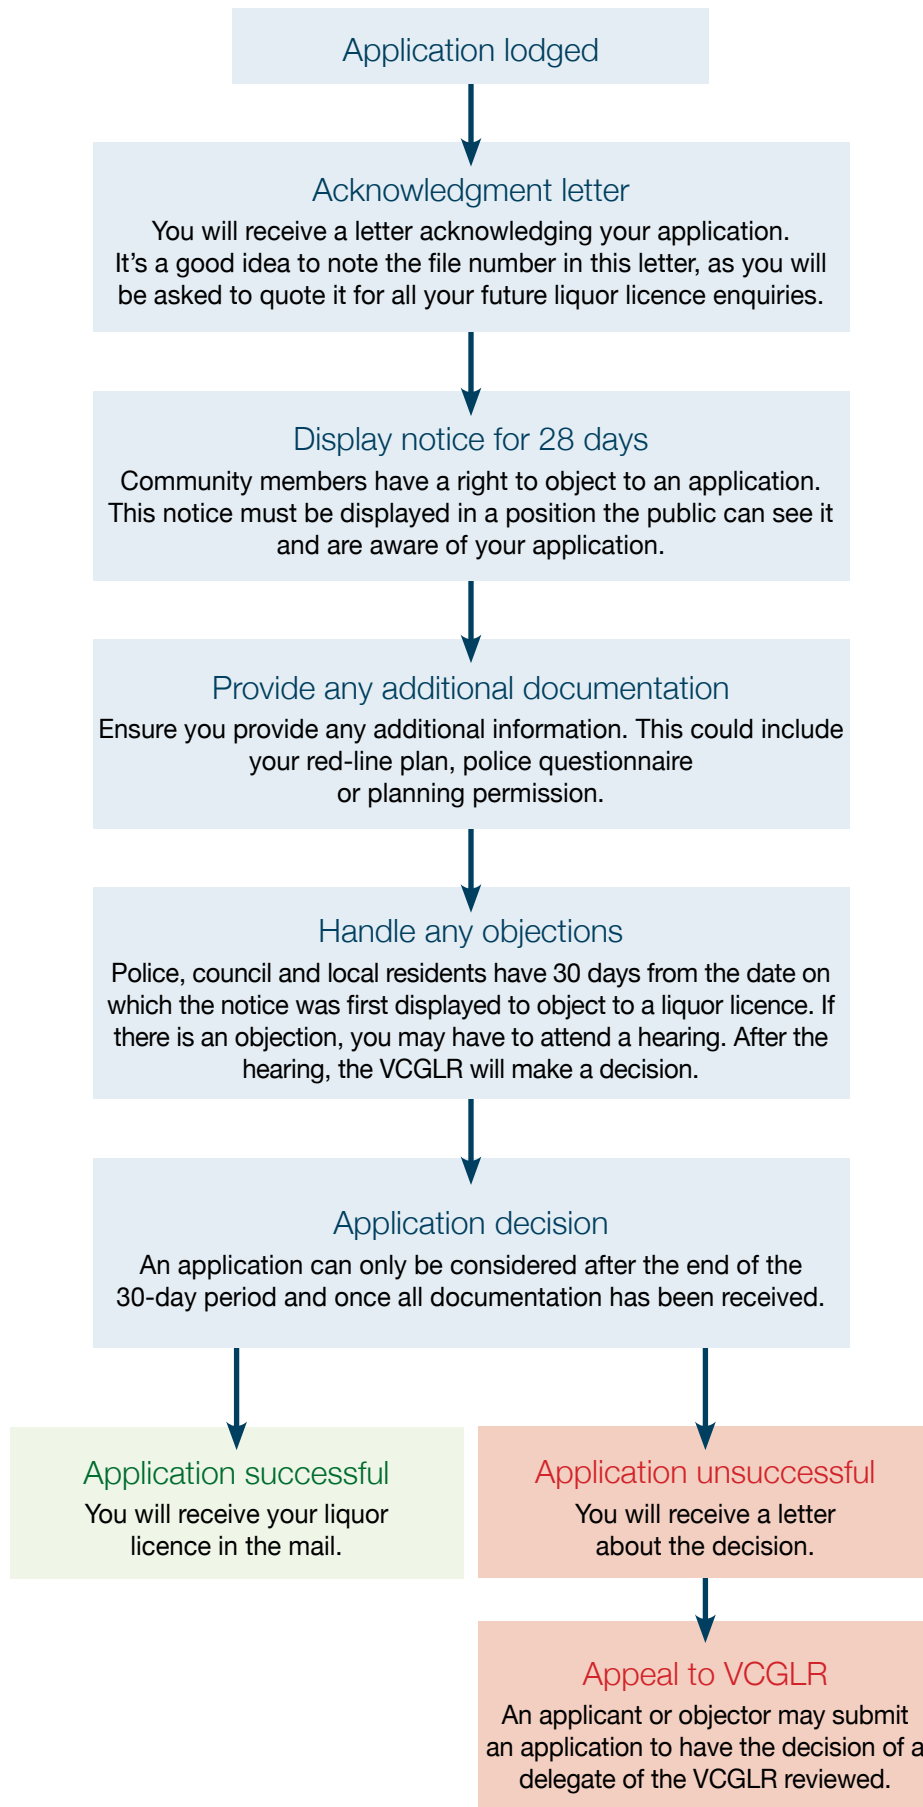 Application lodged
Acknowledgment letter
You will receive a letter acknowledging your application.
It’s a good idea to note the file number in this letter, as you will
be asked to quote it for all your future liquor licence enquiries.
Display notice for 28 days
Community members have a right to object to an application.
This notice must be displayed in a position the public can see it
and are aware of your application.
Provide any additional documentation
Ensure you provide any additional information. This could include
your red-line plan, police questionnaire
or planning permission.
Handle any objections
Police, council and local residents have 30 days from the date on
which the notice was first displayed to object to a liquor licence. If
there is an objection, you may have to attend a hearing. After the
hearing, the VCGLR will make a decision.
Application decision
An application can only be considered after the end of the
30-day period and once all documentation has been received.
Application successful
You will receive your liquor
licence in the mail.
Application unsuccessful
You will receive a letter
about the decision.
Appeal to VCGLR
An applicant or objector may submit
an application to have the decision of a
delegate of the VCGLR reviewed.